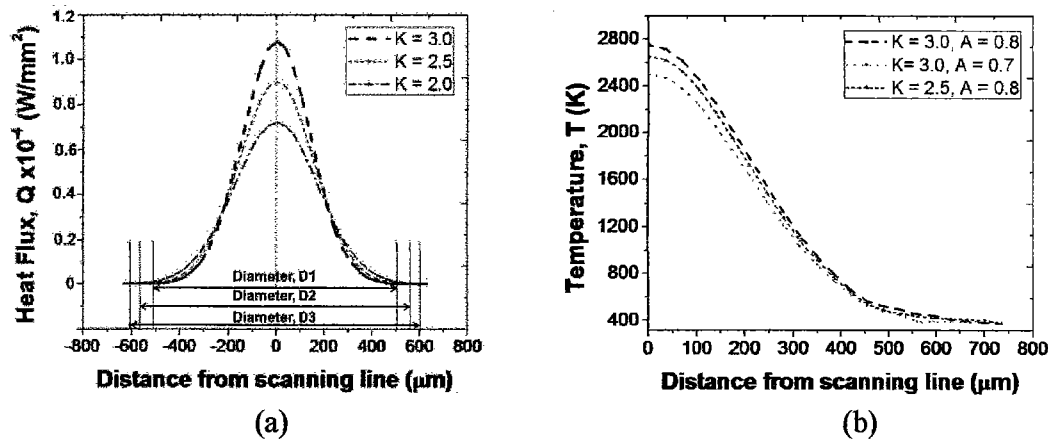 1.2
1.0
0.8
0.6
0.4
0.2
0
Heat Flux, Q x10⁻⁴ (W/mm²)
K = 3.0
K = 2.5
K = 2.0
Diameter, D1
Diameter, D2
Diameter, D3
-800 -600 -400 -200 0 200 400 600 800
Distance from scanning line (μm)
(a)
2800
2400
2000
1600
1200
800
400
Temperature, T (K)
K = 3.0, A = 0.8
K= 3.0, A = 0.7
K = 2.5, A = 0.8
0 100 200 300 400 500 600 700 800
Distance from scanning line (μm)
(b)